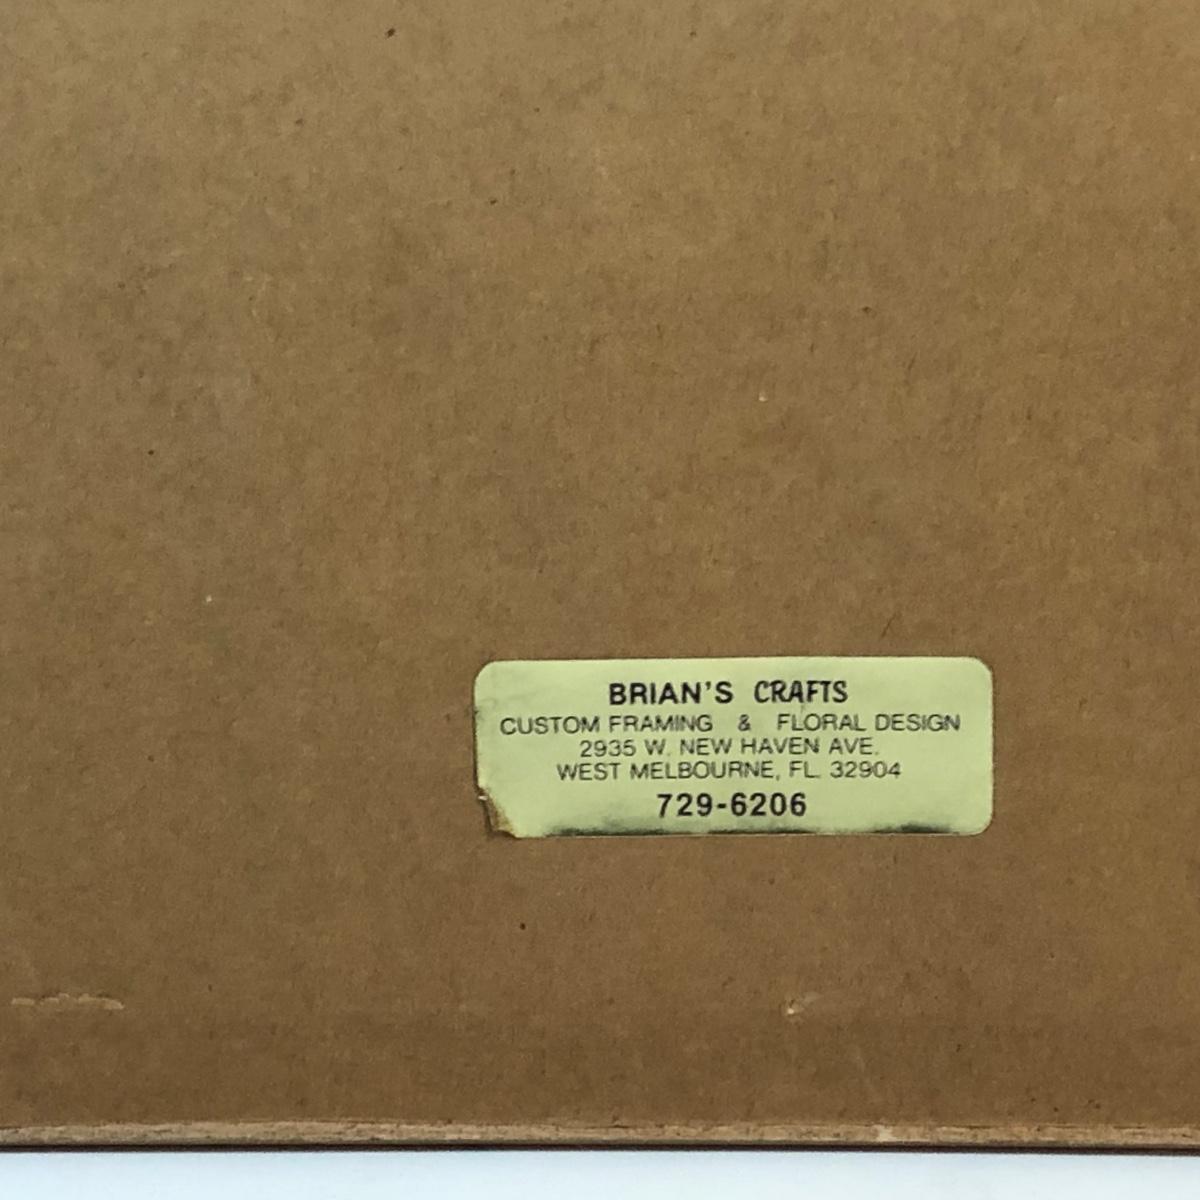 BRIAN'S CRAFTS
CUSTOM FRAMING & FLORAL DESIGN
2935 W. NEW HAVEN AVE.
WEST MELBOURNE, FL. 32904
729-6206